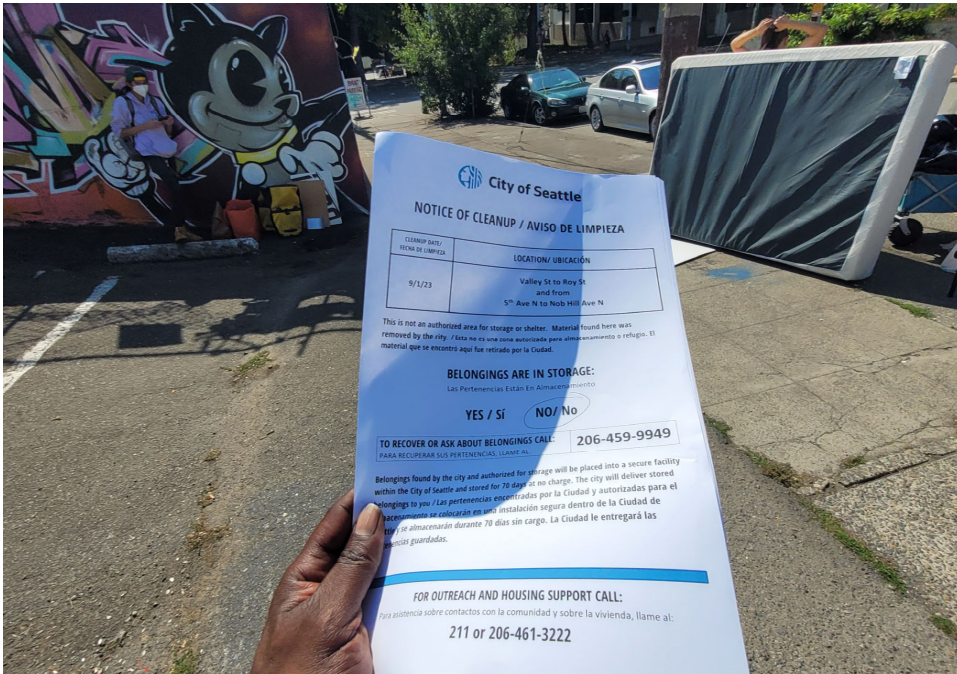 City of Seattle
NOTICE OF CLEANUP / AVISO DE LIMPIEZA
CLEANUP DATE/
FECHA DE LIMPIEZA
LOCATION/ UBICACIÓN
9/1/23
Valley St to Roy St
and from
5th Ave N to Nob Hill Ave N
This is not an authorized area for storage or shelter. Material found here was
removed by the city. / Esta no es una zona autorizada para almacenamiento o refugio. El
material que se encontró aquí fue retirado por la Ciudad.
BELONGINGS ARE IN STORAGE:
Las Pertenencias Están En Almacenamiento
YES / Sí NO/ No
TO RECOVER OR ASK ABOUT BELONGINGS CALL:
PARA RECUPERAR SUS PERTENENCIAS, LLAME AL
206-459-9949
Belongings found by the city and authorized for storage will be placed into a secure facility
within the City of Seattle and stored for 70 days at no charge. The city will deliver stored
belongings to you / Las pertenencias encontradas por la Ciudad y autorizadas para el
macenamiento se colocarán en una instalación segura dentro de la Ciudad de
y se almacenarán durante 70 días sin cargo. La Ciudad le entregará las
guardadas.
FOR OUTREACH AND HOUSING SUPPORT CALL:
Para asistencia sobre contactos con la comunidad y sobre la vivienda, llame al:
211 or 206-461-3222